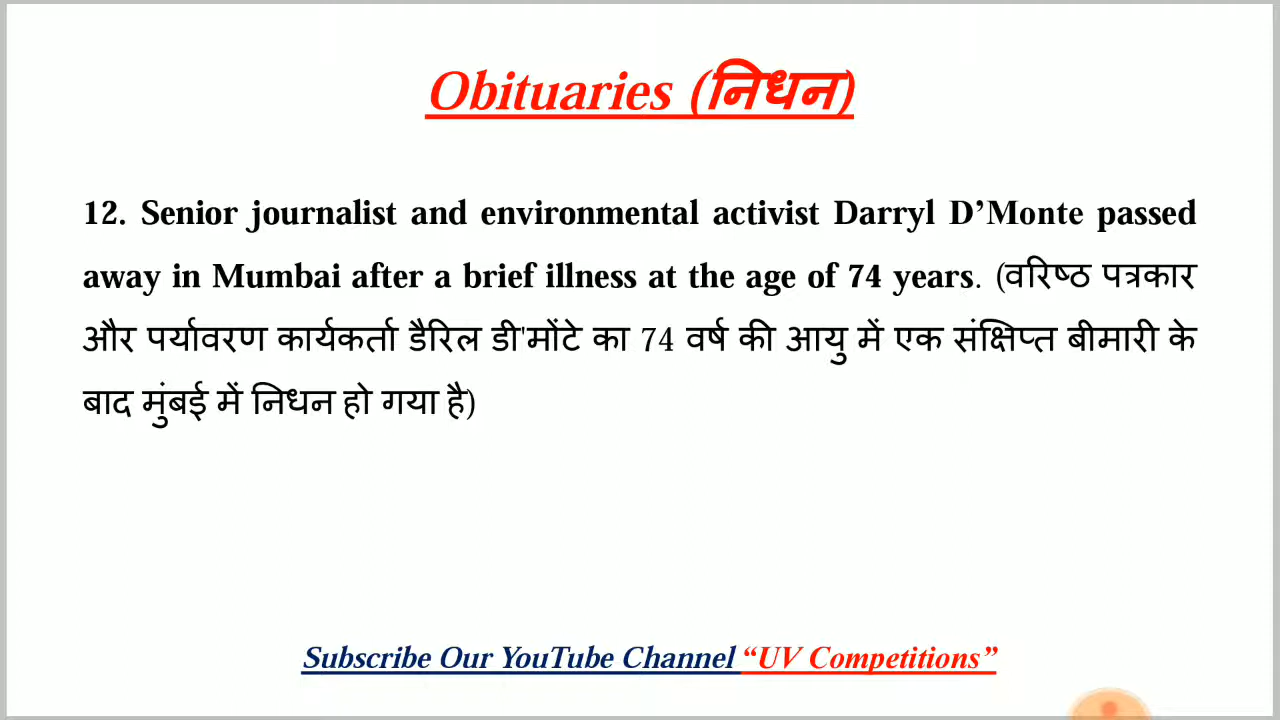 Obituaries (निधन)
12. Senior journalist and environmental activist Darryl D’Monte passed
away in Mumbai after a brief illness at the age of 74 years. (वरिष्ठ पत्रकार
और पर्यावरण कार्यकर्ता डैरिल डी'मोंटे का 74 वर्ष की आयु में एक संक्षिप्त बीमारी के
बाद मुंबई में निधन हो गया है)
Subscribe Our YouTube Channel “UV Competitions”